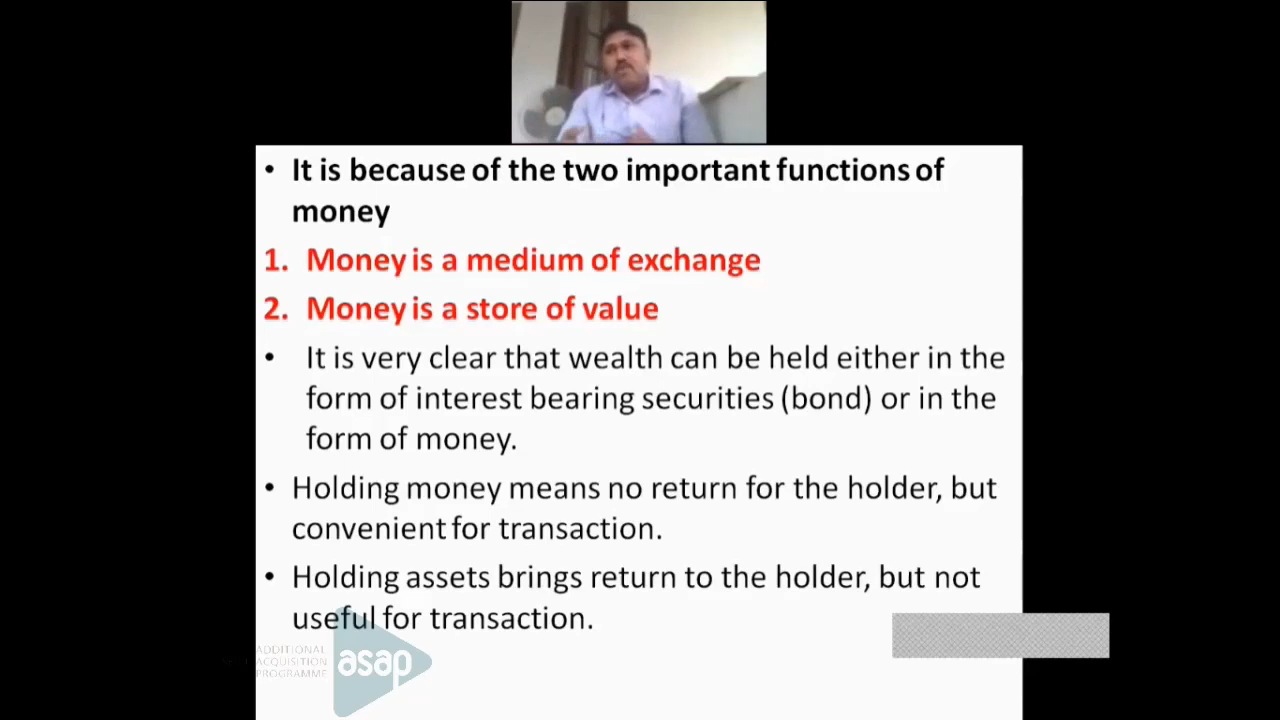 • It is because of the two important functions of
money
1. Money is a medium of exchange
2. Money is a store of value
• It is very clear that wealth can be held either in the
form of interest bearing securities (bond) or in the
form of money.
• Holding money means no return for the holder, but
convenient for transaction.
• Holding assets brings return to the holder, but not
useful for transaction.
ADDITIONAL
ACQUISITION
PROGRAMME
asap